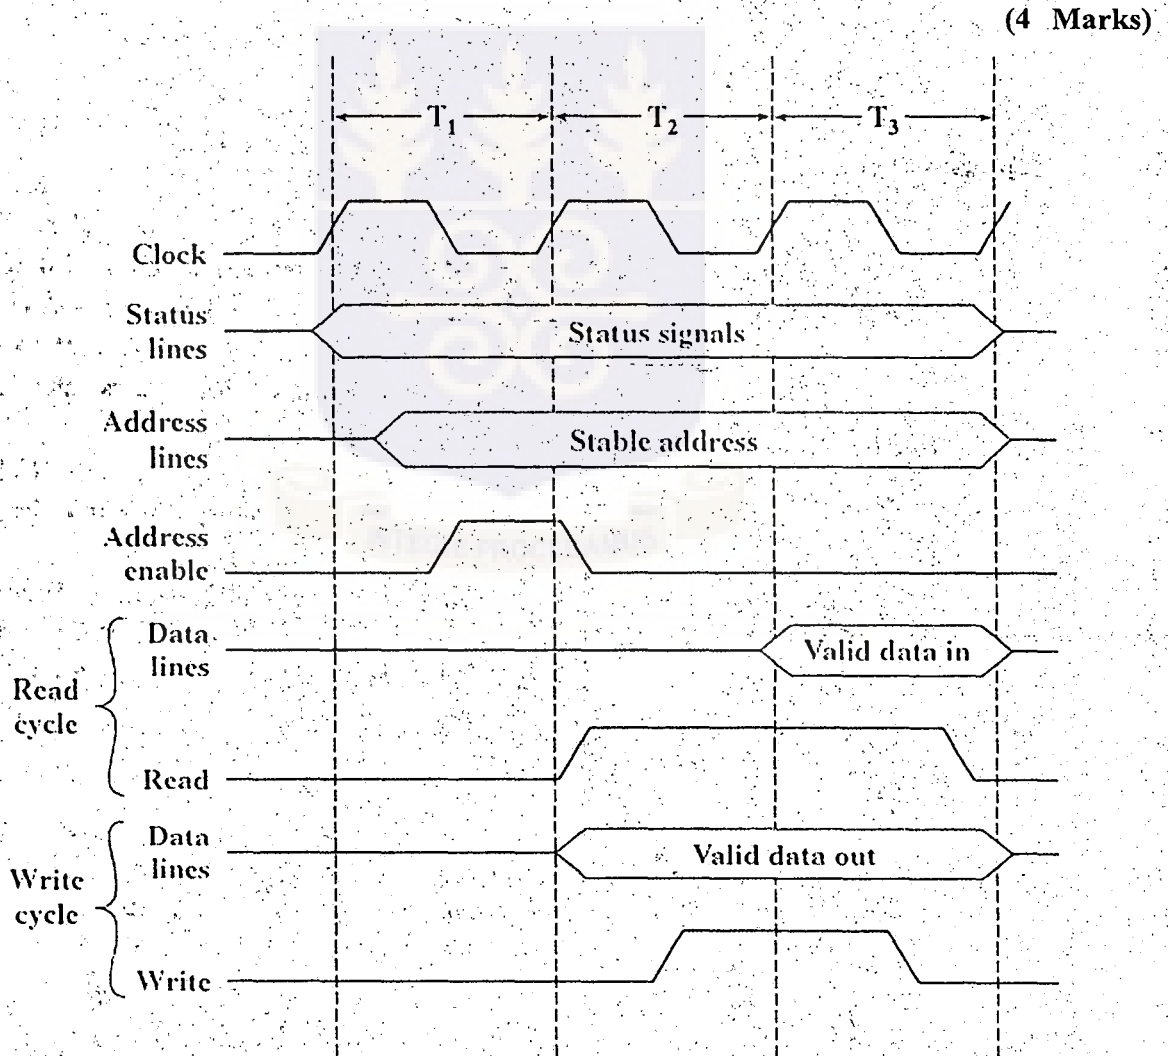 (4 Marks)
T1
T2
T3
Clock
Status
lines
Status signals
Address
lines
Stable address
Address
enable
Read
cycle
Data
lines
Valid data in
Read
Write
cycle
Data
lines
Valid data out
Write